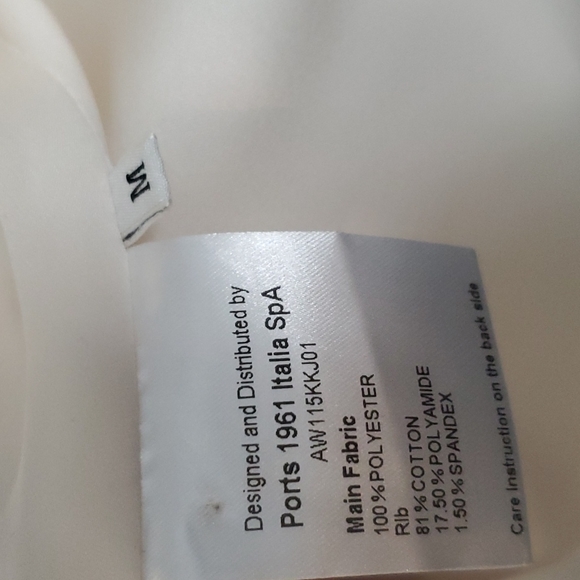 M
Designed and Distributed by
Ports 1961 Italia SpA
AW115KKJ01
Main Fabric
100%POLYESTER
RIb
81%COTTON
17.50%POLYAMIDE
1.50%SPANDEX
Care Instruction on the back side